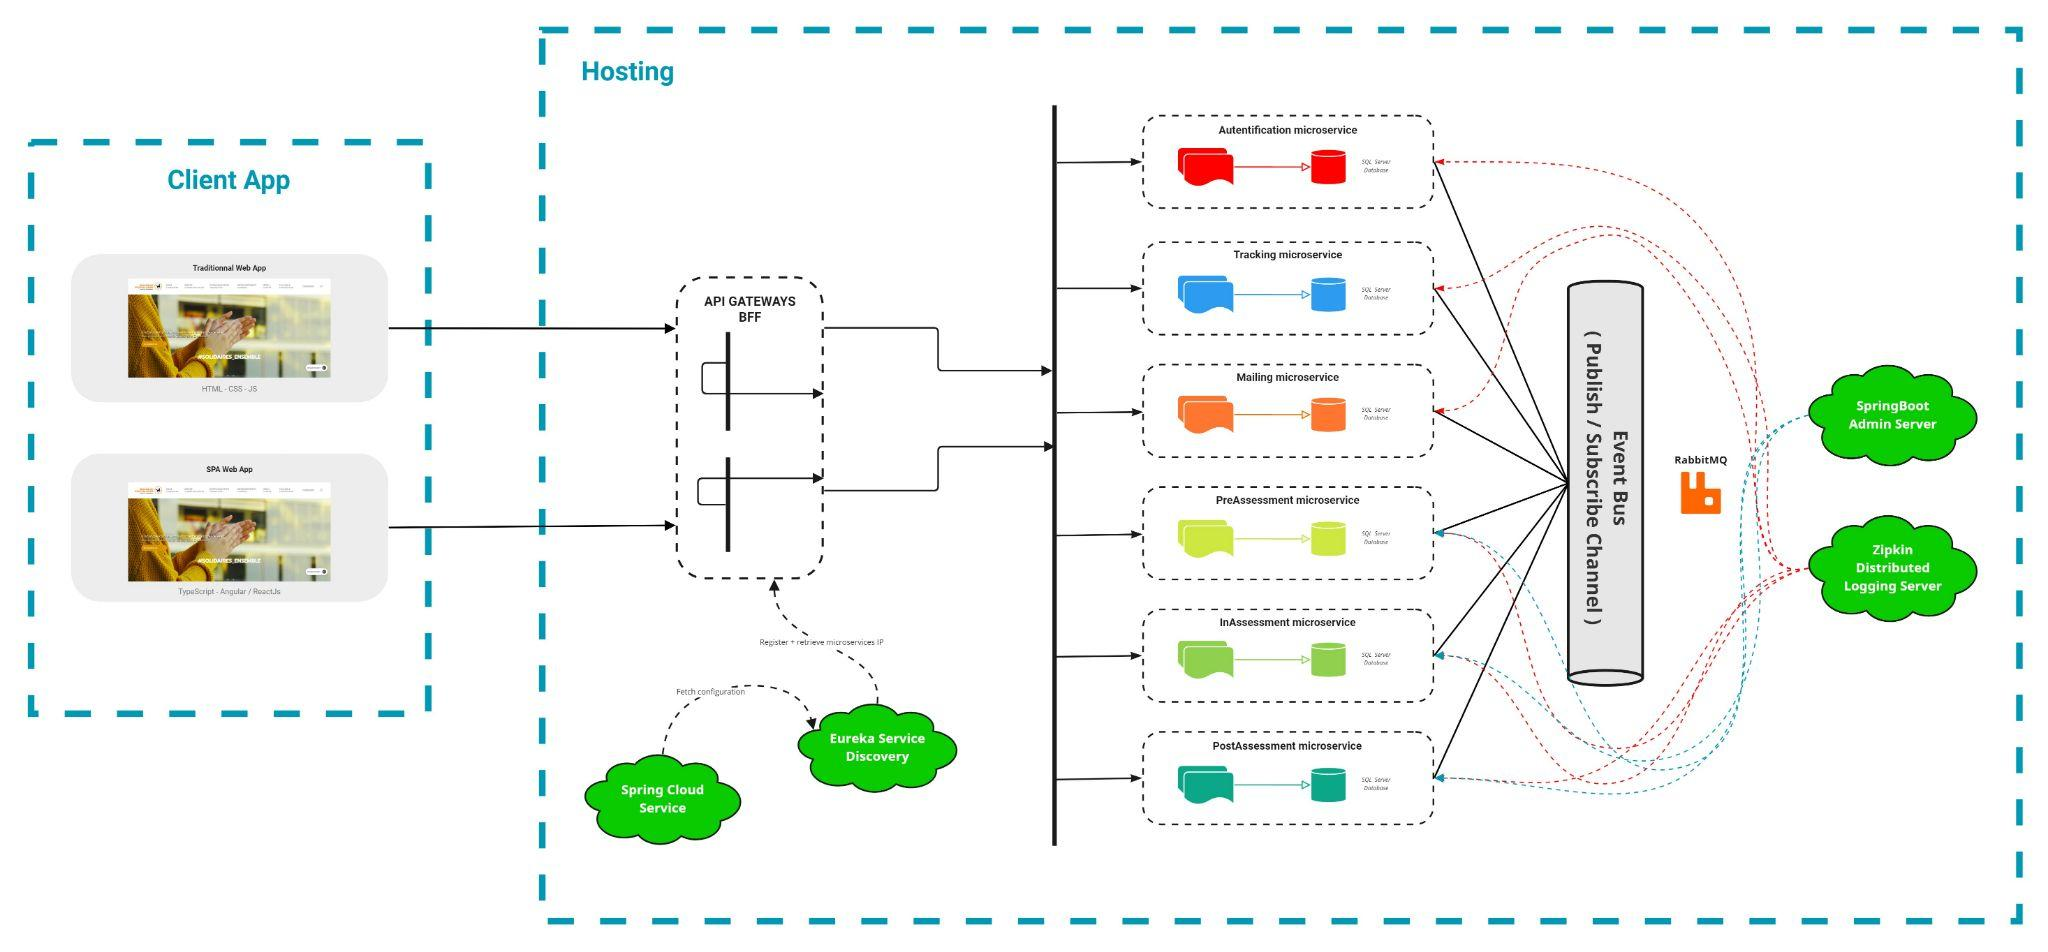 Hosting
Client App
Traditionnal Web App
#SOLIDAIRES_ENSEMBLE
HTML - CSS - JS
SPA Web App
#SOLIDAIRES_ENSEMBLE
TypeScript - Angular / ReactJs
API GATEWAYS
BFF
Register + retrieve microservices IP
Fetch configuration
Eureka Service
Discovery
Spring Cloud
Service
Autentification microservice
SQL Server
Database
Tracking microservice
SQL Server
Database
Mailing microservice
SQL Server
Database
PreAssessment microservice
SQL Server
Database
InAssessment microservice
SQL Server
Database
PostAssessment microservice
SQL Server
Database
Event Bus
( Publish / Subscribe Channel )
RabbitMQ
SpringBoot
Admin Server
Zipkin
Distributed
Logging Server